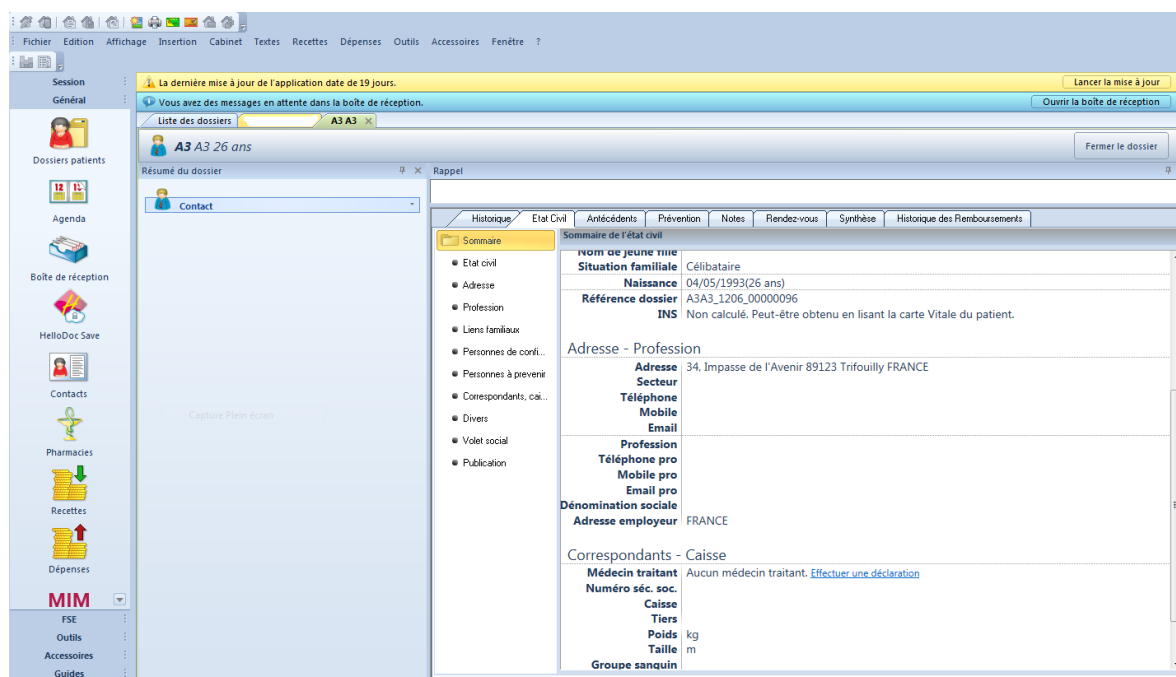 Fichier Edition Affichage Insertion Cabinet Textes Recettes Dépenses Outils Accessoires Fenêtre ?
Session
Général
Dossiers patients
12 12
Agenda
Boîte de réception
HelloDoc Save
Contacts
Pharmacies
Recettes
Dépenses
MIM
FSE
Outils
Accessoires
Guides
La dernière mise à jour de l'application date de 19 jours.
Lancer la mise à jour
Vous avez des messages en attente dans la boîte de réception.
Ouvrir la boîte de réception
Liste des dossiers A3 A3
A3 A3 26 ans
Fermer le dossier
Résumé du dossier
Contact
Capture Plein écran
Rappel
Historique Etat Civil Antécédents Prévention Notes Rendez-vous Synthèse Historique des Remboursements
Sommaire
Etat civil
Adresse
Profession
Liens familiaux
Personnes de confi...
Personnes à prevenir
Correspondants, cai...
Divers
Volet social
Publication
Sommaire de l'état civil
Nom de jeune fille
Situation familiale Célibataire
Naissance 04/05/1993(26 ans)
Référence dossier A3A3_1206_00000096
INS Non calculé. Peut-être obtenu en lisant la carte Vitale du patient.
Adresse - Profession
Adresse 34, Impasse de l'Avenir 89123 Trifouilly FRANCE
Secteur
Téléphone
Mobile
Email
Profession
Téléphone pro
Mobile pro
Email pro
Dénomination sociale
Adresse employeur FRANCE
Correspondants - Caisse
Médecin traitant Aucun médecin traitant. Effectuer une déclaration
Numéro séc. soc.
Caisse
Tiers
Poids kg
Taille m
Groupe sanguin